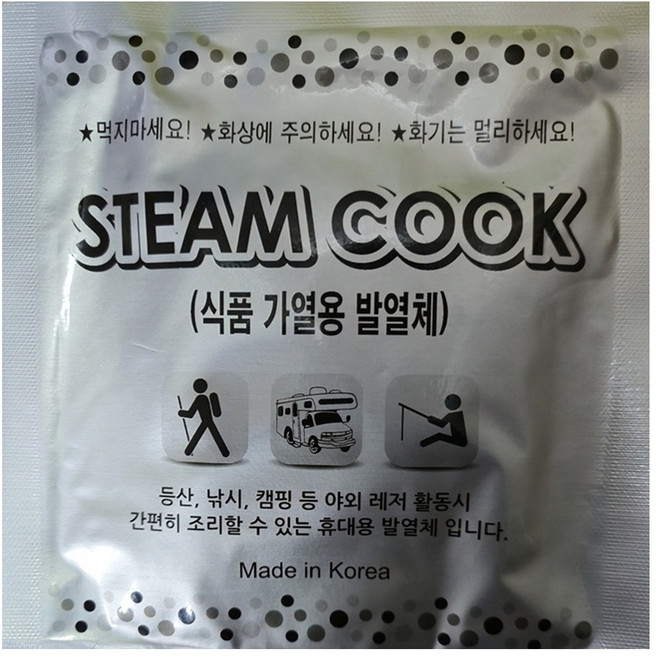 ★먹지마세요! ★화상에 주의하세요! ★화기는 멀리하세요!
STEAM COOK
(식품 가열용 발열체)
등산, 낚시, 캠핑 등 야외 레저 활동시
간편히 조리할 수 있는 휴대용 발열체 입니다.
Made in Korea